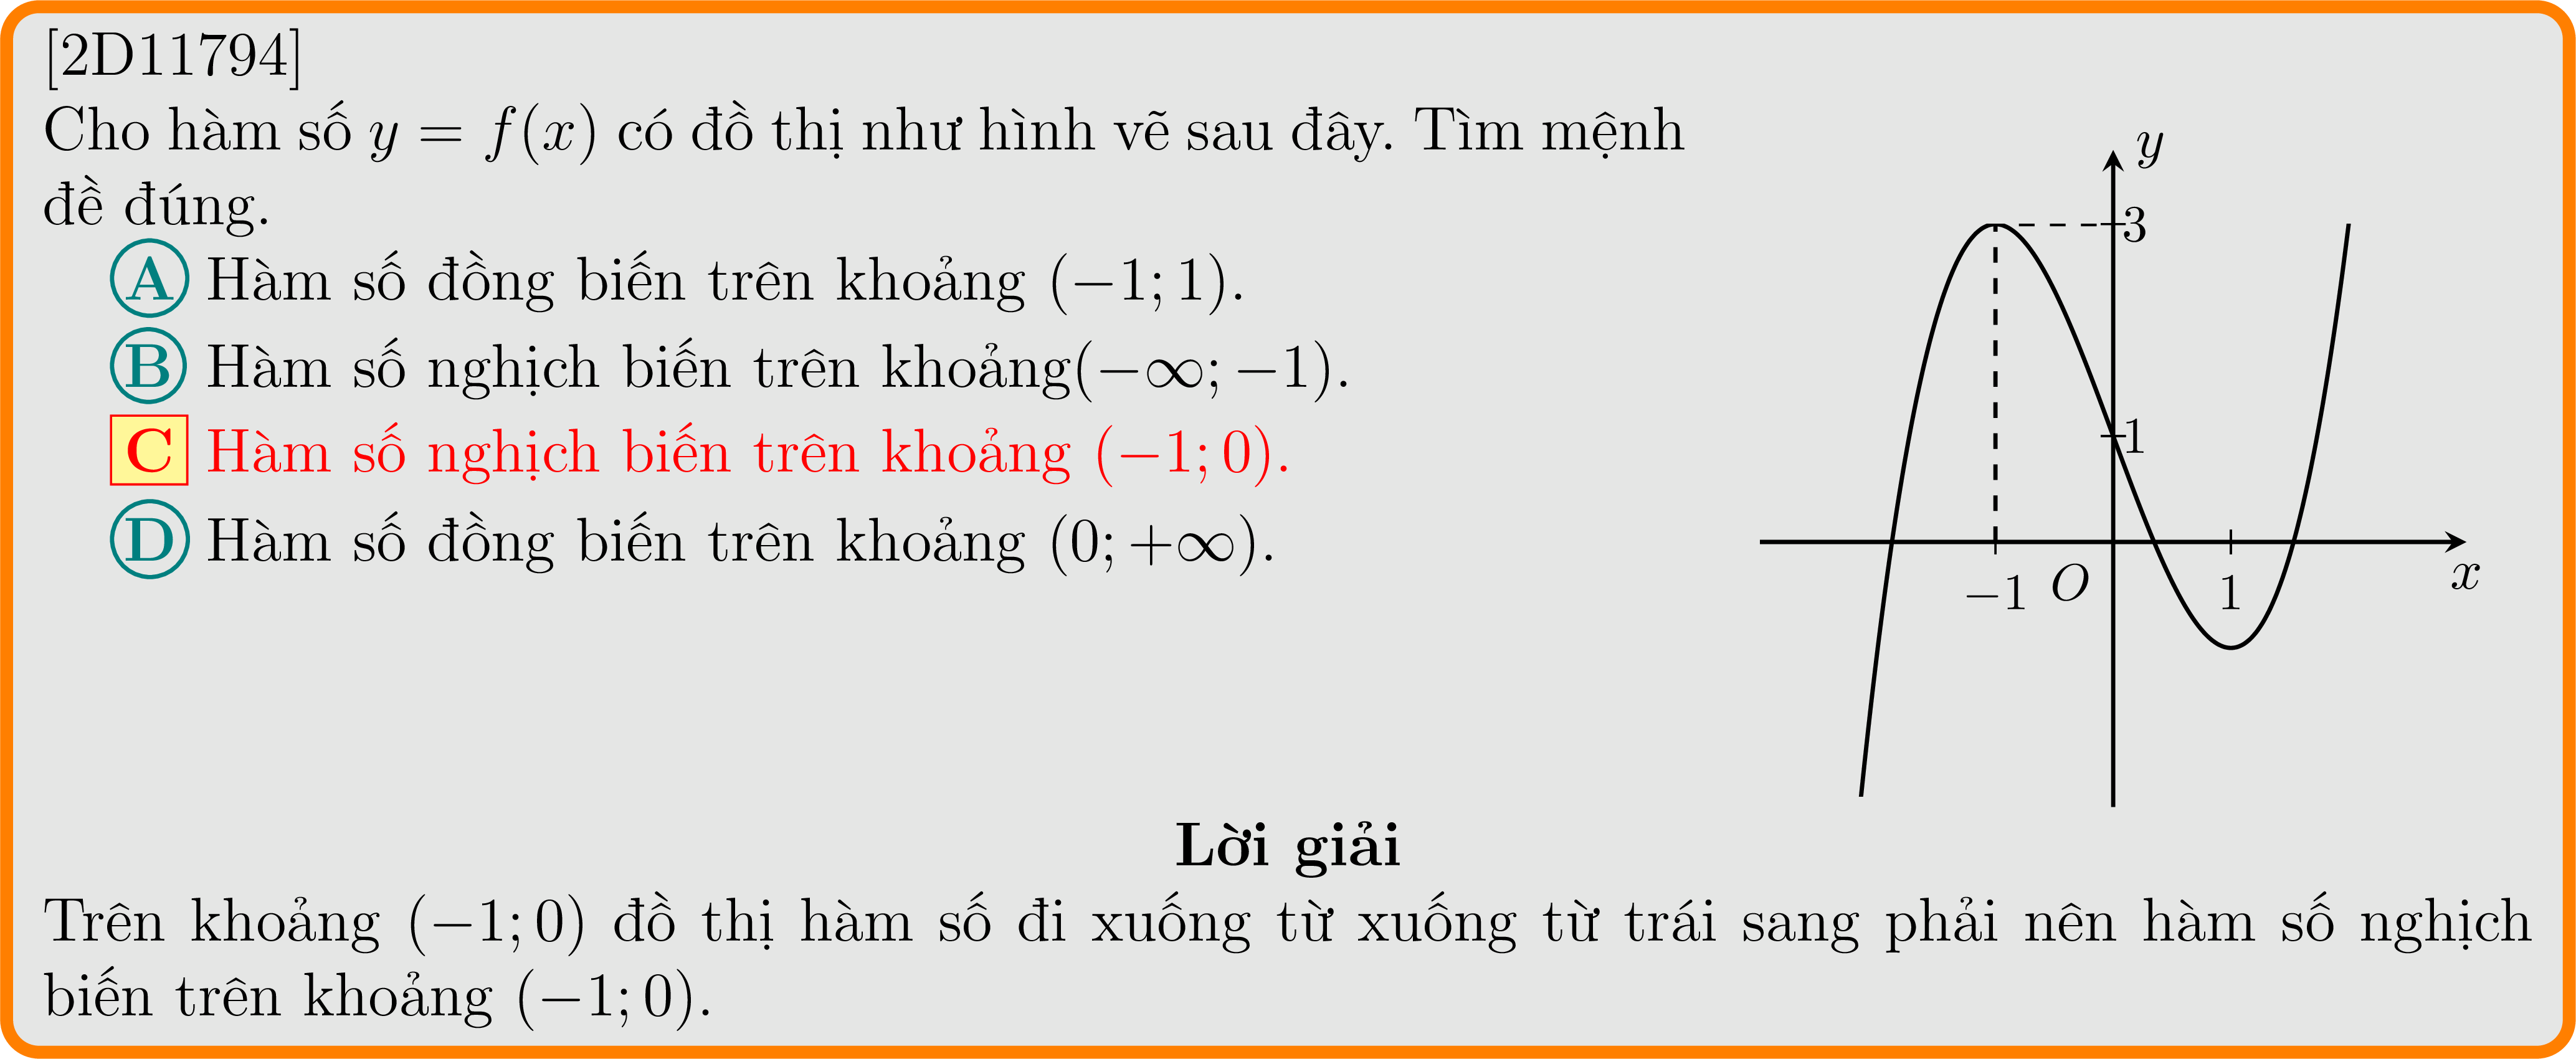 [2D11794]
Cho hàm số y = f(x) có đồ thị như hình vẽ sau đây. Tìm mệnh
đề đúng.
A Hàm số đồng biến trên khoảng (−1; 1).
B Hàm số nghịch biến trên khoảng(−∞; −1).
C Hàm số nghịch biến trên khoảng (−1; 0).
D Hàm số đồng biến trên khoảng (0; +∞).
y
3
1
−1
O
1
x
Lời giải
Trên khoảng (−1; 0) đồ thị hàm số đi xuống từ xuống từ trái sang phải nên hàm số nghịch
biến trên khoảng (−1; 0).